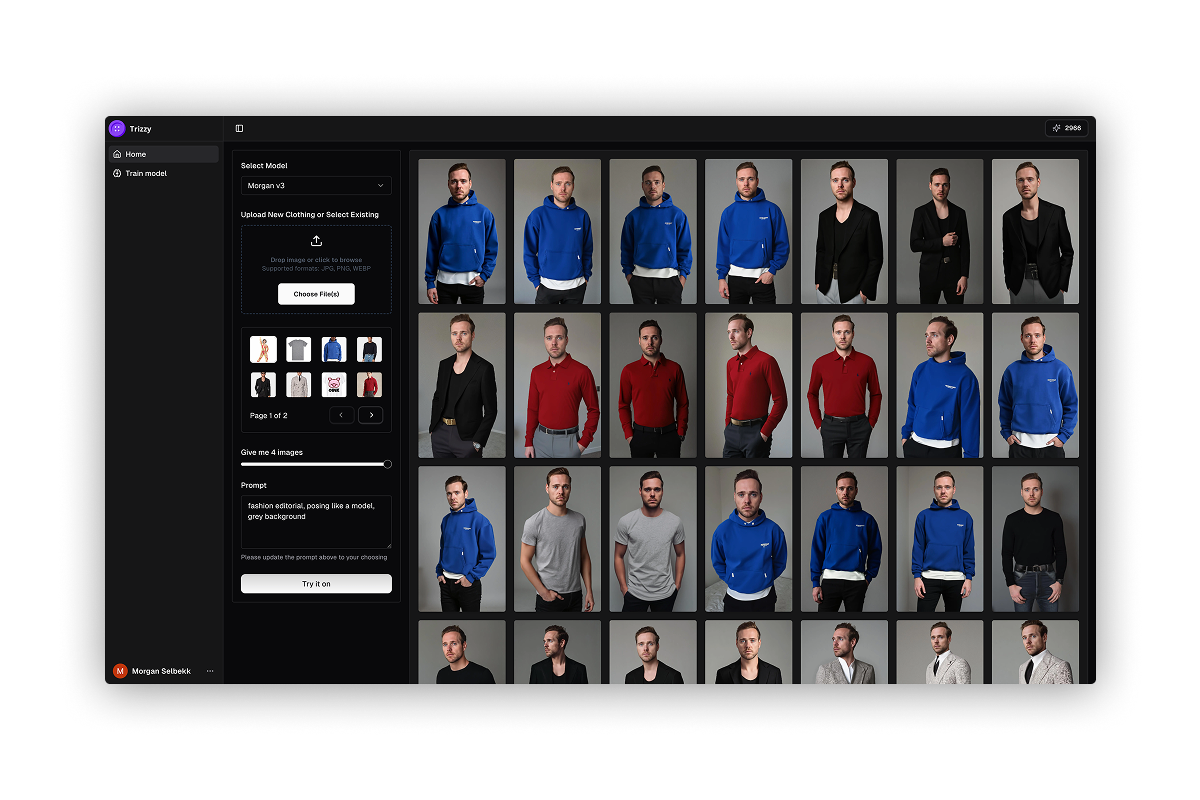 Trizzy
2966
Home
Train model
Select Model
Morgan v3
Upload New Clothing or Select Existing
Drop image or click to browse
Supported formats: JPG, PNG, WEBP
Choose File(s)
Page 1 of 2
Give me 4 images
Prompt
fashion editorial, posing like a model,
grey background
Please update the prompt above to your choosing
Try it on
M
Morgan Selbekk